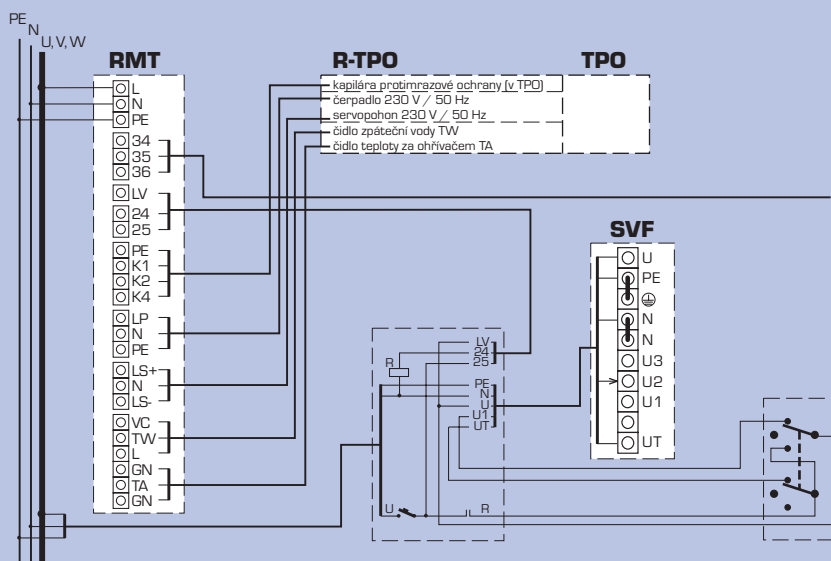 PE
N
U, V, W
RMT
L
N
PE
34
35
36
LV
24
25
PE
K1
K2
K4
LP
N
PE
LS+
N
LS-
VC
TW
L
GN
TA
GN
R-TPO
TPO
kapilára protimrazové ochrany (v TPO)
čerpadlo 230 V / 50 Hz
servopohon 230 V / 50 Hz
čidlo zpáteční vody TW
čidlo teploty za ohřívačem TA
SVF
U
PE
N
N
U3
U2
U1
UT
LV
24
25
R
PE
N
U
U1
UT
U
R